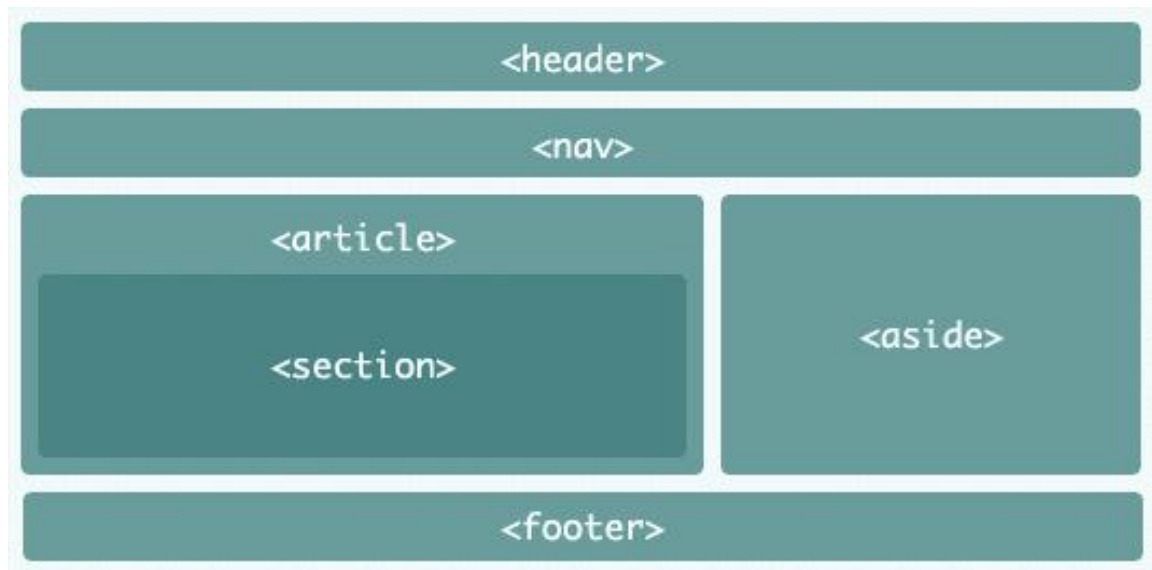 <header>
<nav>
<article>
<section>
<aside>
<footer>